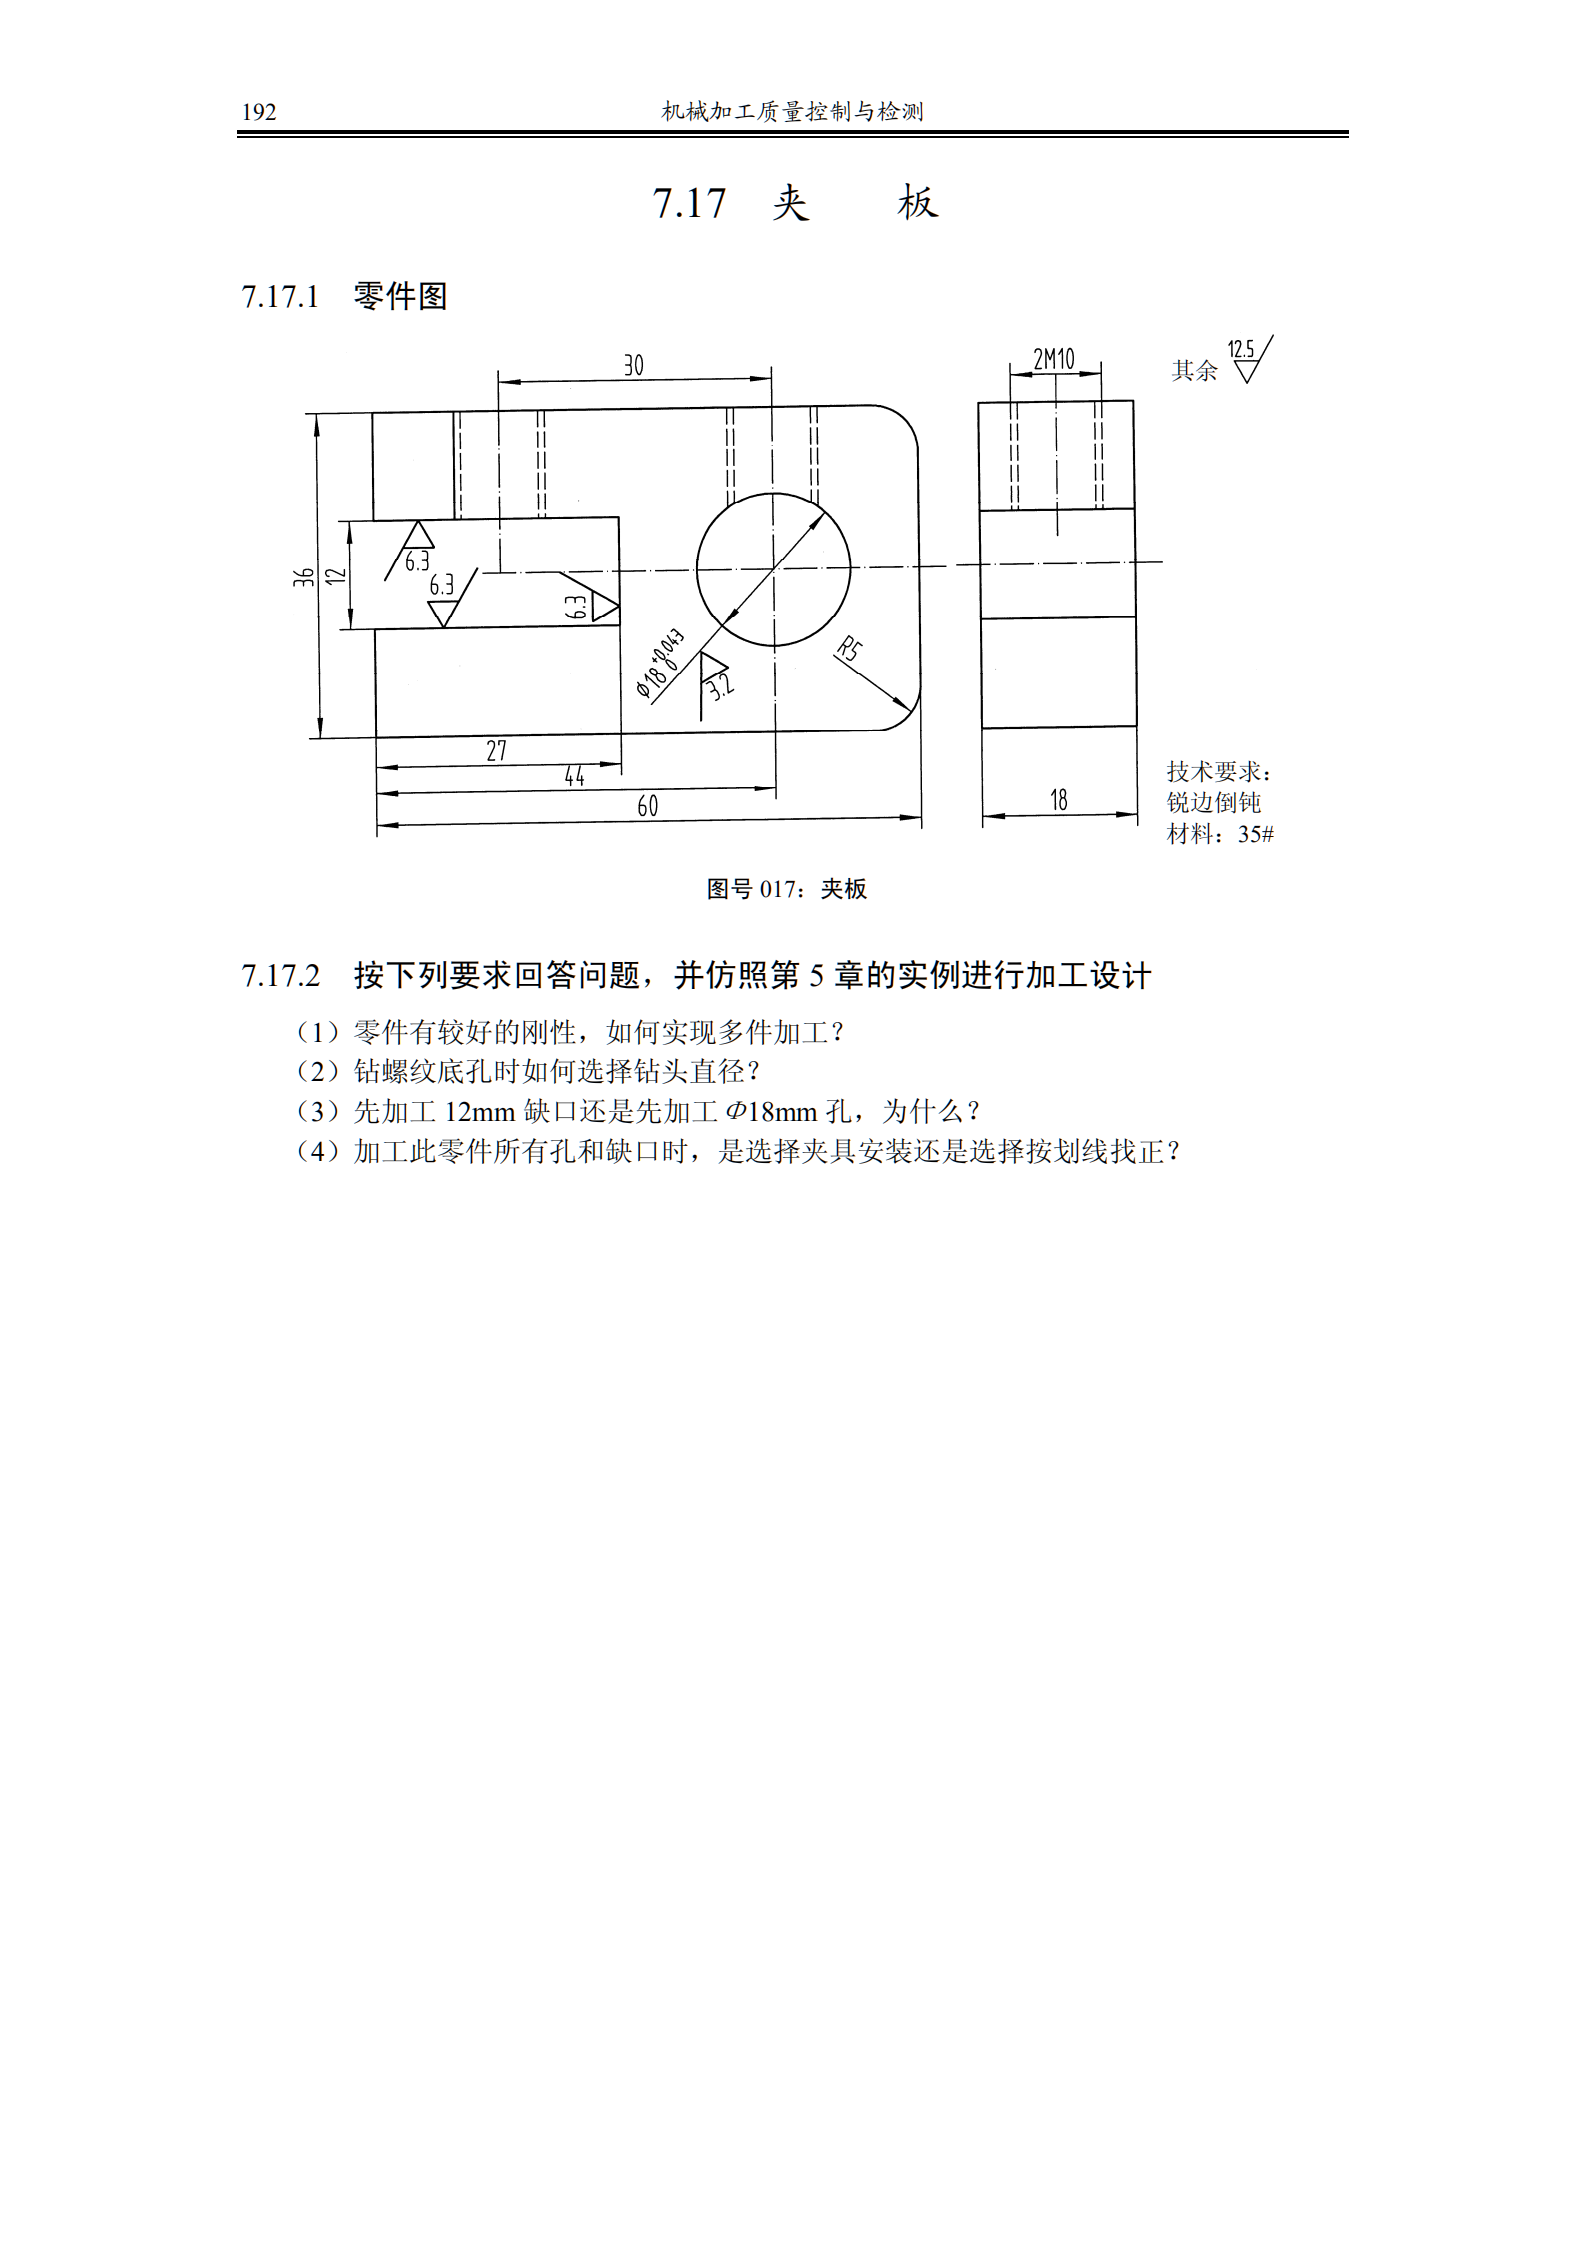 192
机械加工质量控制与检测
7.17 夹 板
7.17.1 零件图
30
2M10
其余 12.5
36
12
6.3
6.3
6.3
Φ18 +0.043 0
3.2
R5
27
44
60
18
技术要求：
锐边倒钝
材料：35#
图号 017：夹板
7.17.2 按下列要求回答问题，并仿照第 5 章的实例进行加工设计
（1）零件有较好的刚性，如何实现多件加工？
（2）钻螺纹底孔时如何选择钻头直径？
（3）先加工 12mm 缺口还是先加工Φ18mm 孔，为什么？
（4）加工此零件所有孔和缺口时，是选择夹具安装还是选择按划线找正？